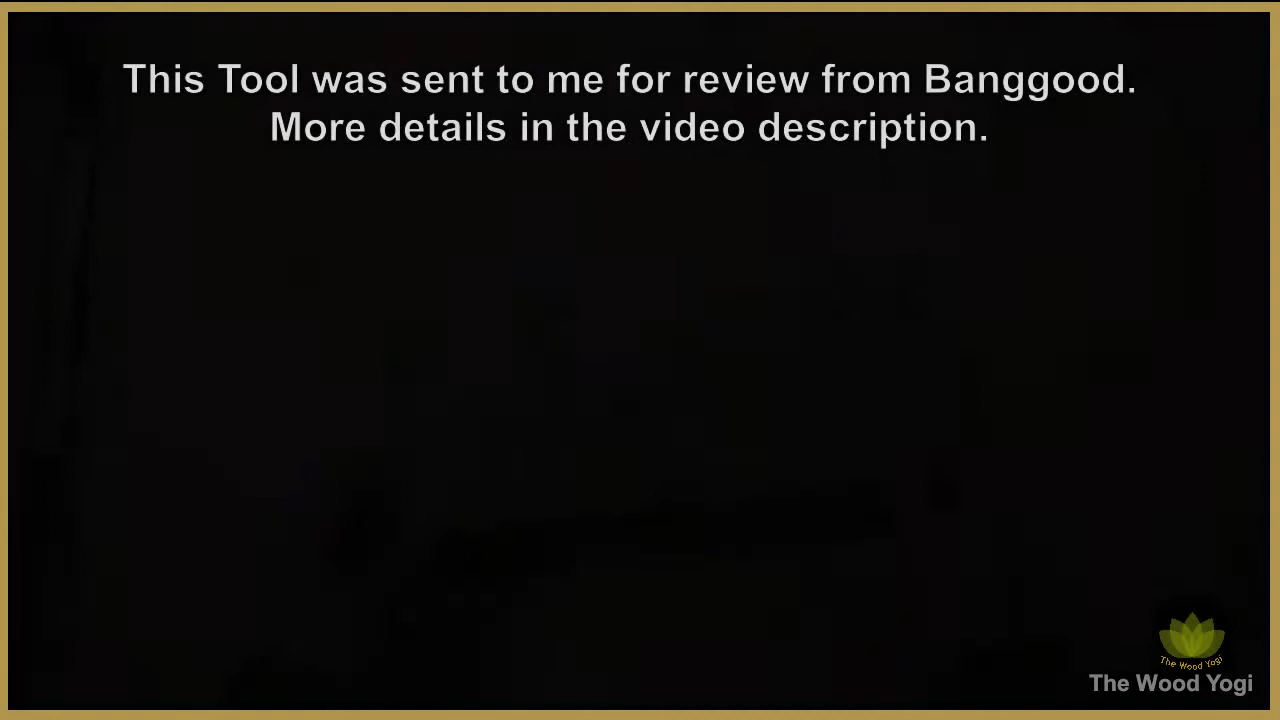 This Tool was sent to me for review from Banggood.
More details in the video description.
The Wood Yogi
The Wood Yogi